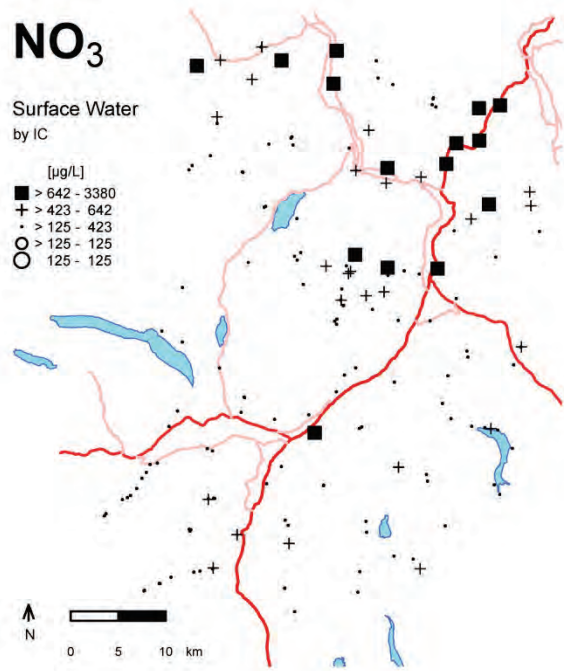 NO3
Surface Water
by IC
[µg/L]
> 642 - 3380
> 423 - 642
> 125 - 423
> 125 - 125
125 - 125
N
0 5 10 km